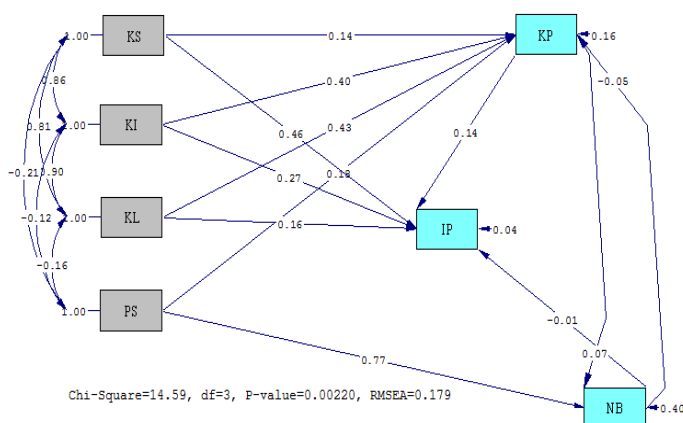 1.00 KS 0.14 KP 0.16
0.86 -0.05
0.40
1.00 KI 0.43 0.14
0.81 0.46
-0.21 0.90 0.27 0.18
1.00 KL 0.16 IP 0.04
-0.12
-0.16
1.00 PS -0.01
0.77 0.07
Chi-Square=14.59, df=3, P-value=0.00220, RMSEA=0.179
NB 0.40